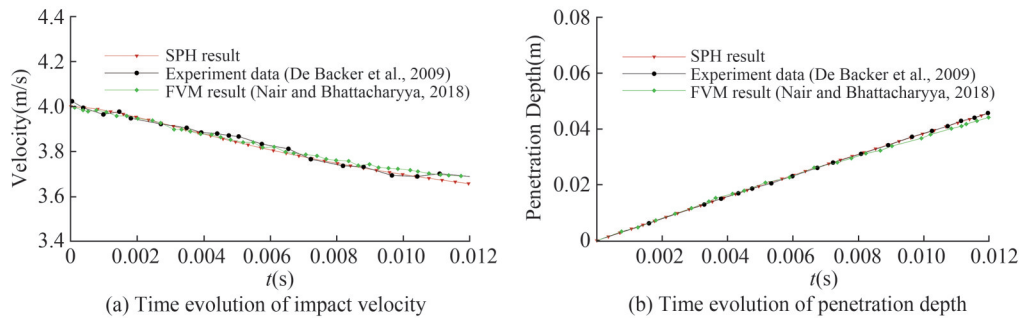 4.4
4.2
4.0
3.8
3.6
3.4
Velocity(m/s)
SPH result
Experiment data (De Backer et al., 2009)
FVM result (Nair and Bhattacharyya, 2018)
0 0.002 0.004 0.006 0.008 0.010 0.012
t(s)
(a) Time evolution of impact velocity
0.08
0.06
0.04
0.02
0
Penetration Depth(m)
SPH result
Experiment data (De Backer et al., 2009)
FVM result (Nair and Bhattacharyya, 2018)
0.002 0.004 0.006 0.008 0.010 0.012
t(s)
(b) Time evolution of penetration depth